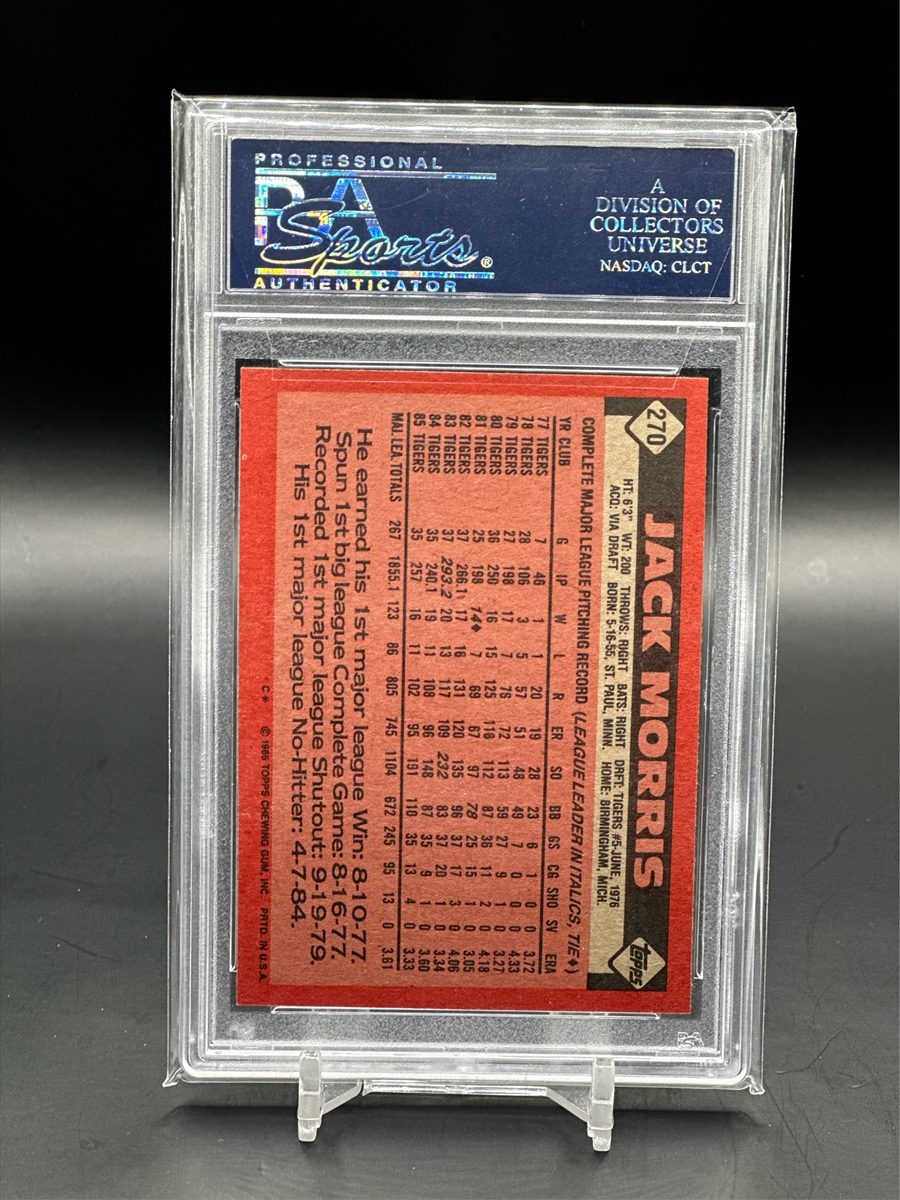 PROFESSIONAL
PSA
Sports®
AUTHENTICATOR
A
DIVISION OF
COLLECTORS
UNIVERSE
NASDAQ: CLCT
270
JACK MORRIS
topps
HT: 6'3" WT: 200 THROWS: RIGHT BATS: RIGHT DRFT: TIGERS #5-JUNE, 1976
ACQ: VIA DRAFT BORN: 5-16-55, ST. PAUL, MINN. HOME: BIRMINGHAM, MICH.
COMPLETE MAJOR LEAGUE PITCHING RECORD (LEAGUE LEADER IN ITALICS, TIE♦)
YR CLUB G IP W L R ER SO BB GS CG SHO SV ERA
77 TIGERS 7 46 1 1 20 19 28 23 6 1 0 0 3.72
78 TIGERS 28 106 3 5 57 51 48 49 7 0 0 0 4.33
79 TIGERS 27 198 17 7 76 72 113 59 27 9 1 0 3.27
80 TIGERS 36 250 16 15 125 116 112 87 36 11 2 0 4.18
81 TIGERS 25 198 14♦ 7 69 67 97 78 25 15 1 0 3.05
82 TIGERS 37 266.1 17 16 131 120 135 96 37 17 3 0 4.06
83 TIGERS 37 293.2 20 13 117 109 232 83 37 20 1 0 3.34
84 TIGERS 35 240.1 19 11 108 96 148 87 35 9 1 0 3.60
85 TIGERS 35 257 16 11 102 95 191 110 35 13 4 0 3.33
MAJ. LEA. TOTALS 267 1855.1 123 86 805 745 1104 672 245 95 13 0 3.61
He earned his 1st major league Win: 8-10-77.
Spun 1st big league Complete Game: 8-16-77.
Recorded 1st major league Shutout: 9-19-79.
His 1st major league No-Hitter: 4-7-84.
C* © 1986 TOPPS CHEWING GUM, INC. PRTD. IN U.S.A.